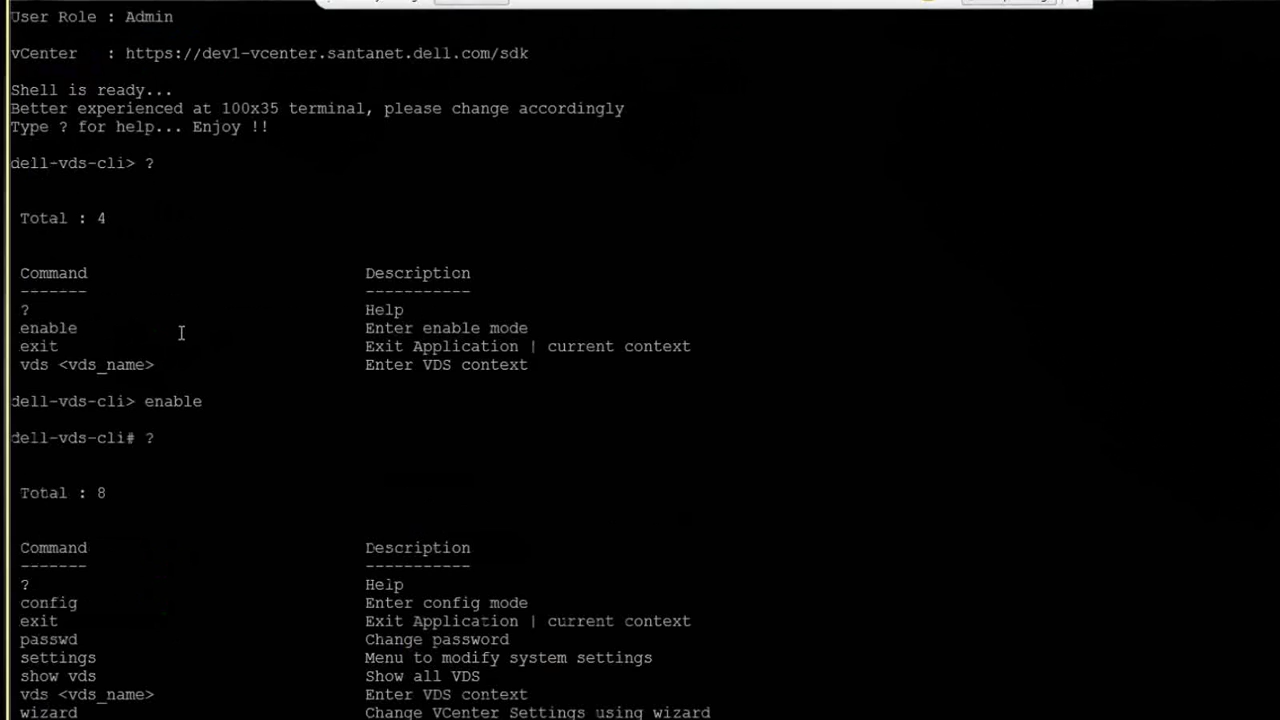 User Role : Admin
vCenter : https://dev1-vcenter.santanet.dell.com/sdk
Shell is ready...
Better experienced at 100x35 terminal, please change accordingly
Type ? for help... Enjoy !!
dell-vds-cli> ?
Total : 4
Command Description
------- -----------
? Help
enable Enter enable mode
exit Exit Application | current context
vds <vds_name> Enter VDS context
dell-vds-cli> enable
dell-vds-cli# ?
Total : 8
Command Description
------- -----------
? Help
config Enter config mode
exit Exit Application | current context
passwd Change password
settings Menu to modify system settings
show vds Show all VDS
vds <vds_name> Enter VDS context
wizard Change VCenter Settings using wizard